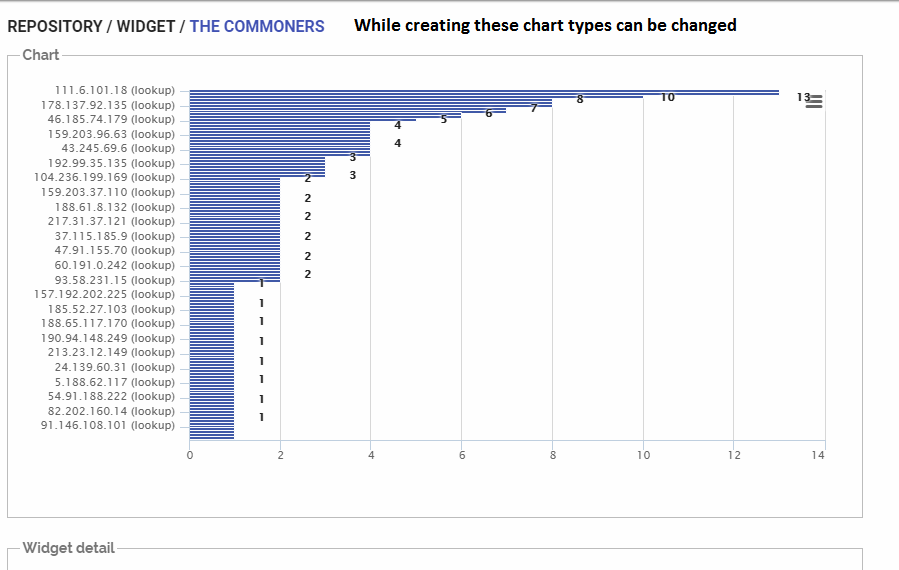 REPOSITORY / WIDGET / THE COMMONERS While creating these chart types can be changed
Chart
111.6.101.18 (lookup)
13
178.137.92.135 (lookup)
10
8
7
6
46.185.74.179 (lookup)
5
4
159.203.96.63 (lookup)
4
43.245.69.6 (lookup)
3
192.99.35.135 (lookup)
3
104.236.199.169 (lookup)
2
159.203.37.110 (lookup)
2
188.61.8.132 (lookup)
2
217.31.37.121 (lookup)
2
37.115.185.9 (lookup)
47.91.155.70 (lookup)
2
60.191.0.242 (lookup)
2
93.58.231.15 (lookup)
1
157.192.202.225 (lookup)
1
185.52.27.103 (lookup)
1
188.65.117.170 (lookup)
1
190.94.148.249 (lookup)
213.23.12.149 (lookup)
1
24.139.60.31 (lookup)
1
5.188.62.117 (lookup)
54.91.188.222 (lookup)
1
82.202.160.14 (lookup)
1
91.146.108.101 (lookup)
0 2 4 6 8 10 12 14
Widget detail